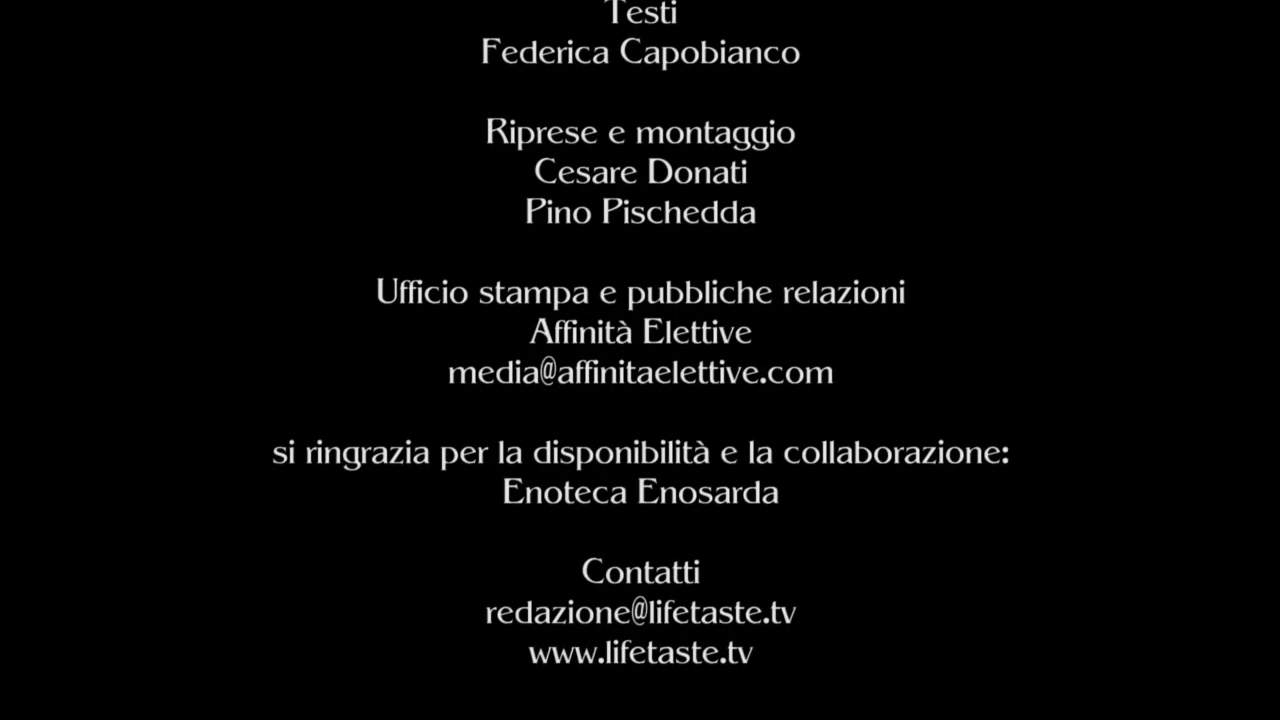 Testi
Federica Capobianco
Riprese e montaggio
Cesare Donati
Pino Pischedda
Ufficio stampa e pubbliche relazioni
Affinità Elettive
media@affinitaelettive.com
si ringrazia per la disponibilità e la collaborazione:
Enoteca Enosarda
Contatti
redazione@lifetaste.tv
www.lifetaste.tv